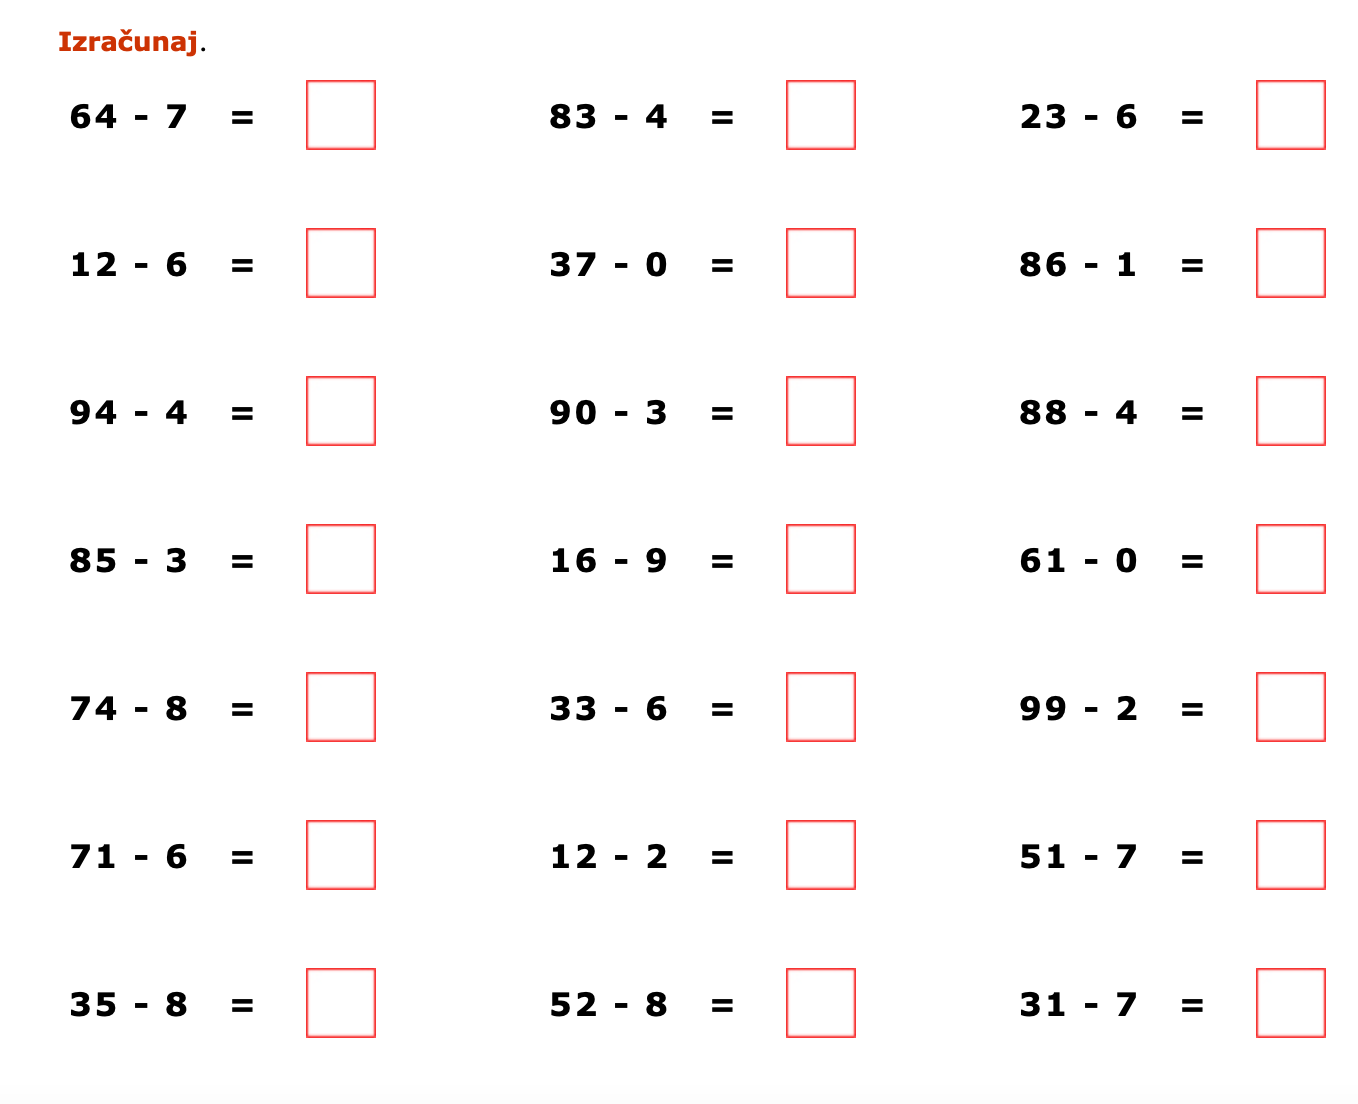 Izračunaj.
64 - 7 = 83 - 4 = 23 - 6 =
12 - 6 = 37 - 0 = 86 - 1 =
94 - 4 = 90 - 3 = 88 - 4 =
85 - 3 = 16 - 9 = 61 - 0 =
74 - 8 = 33 - 6 = 99 - 2 =
71 - 6 = 12 - 2 = 51 - 7 =
35 - 8 = 52 - 8 = 31 - 7 =